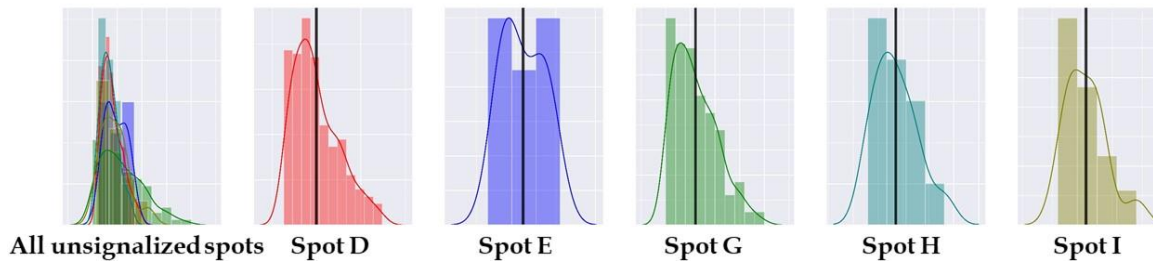 All unsignalized spots
Spot D
Spot E
Spot G
Spot H
Spot I